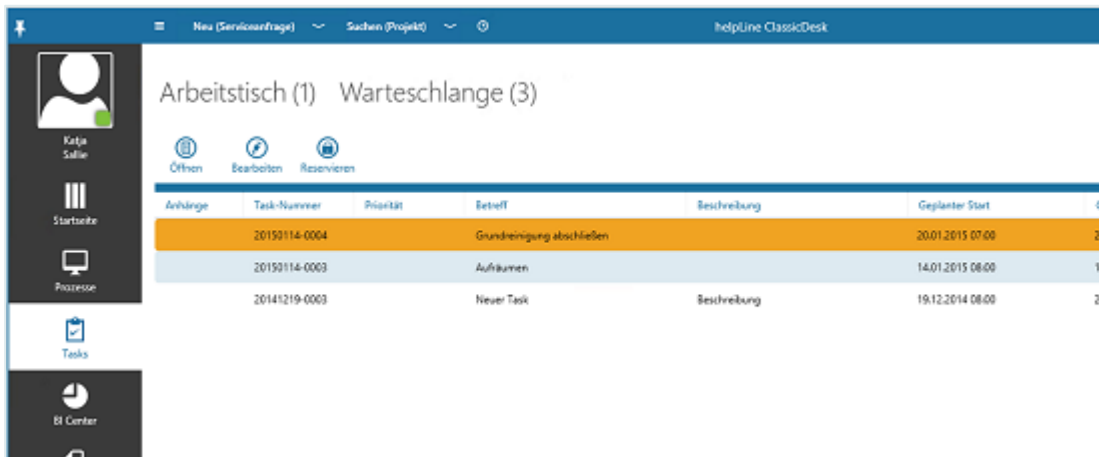 Neu (Serviceanfrage) Suchen (Projekt) helpLine ClassicDesk
Katja
Sallie
Startseite
Prozesse
Tasks
BI Center
Arbeitstisch (1) Warteschlange (3)
Öffnen Bearbeiten Reservieren
Anhänge Task-Nummer Priorität Betreff Beschreibung Geplanter Start
20150114-0004 Grundreinigung abschließen 20.01.2015 07:00
20150114-0003 Aufräumen 14.01.2015 08:00
20141219-0003 Neuer Task Beschreibung 19.12.2014 08:00